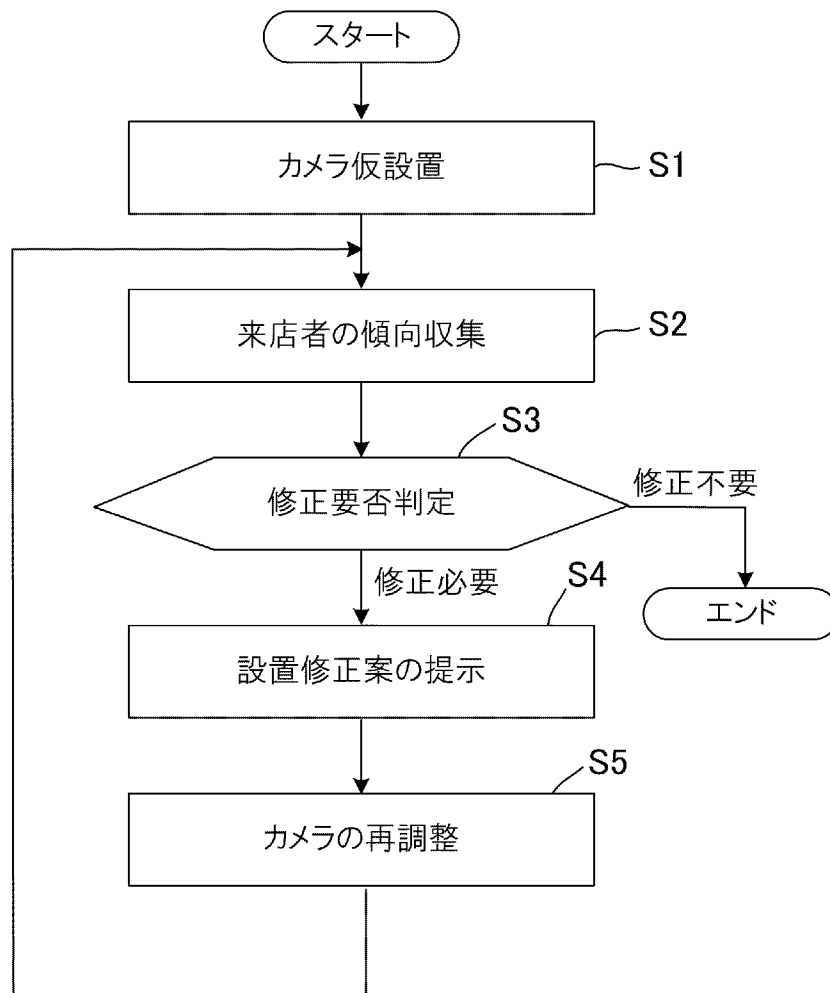 スタート
カメラ仮設置
S1
来店者の傾向収集
S2
S3
修正要否判定
修正不要
修正必要
S4
エンド
設置修正案の提示
S5
カメラの再調整